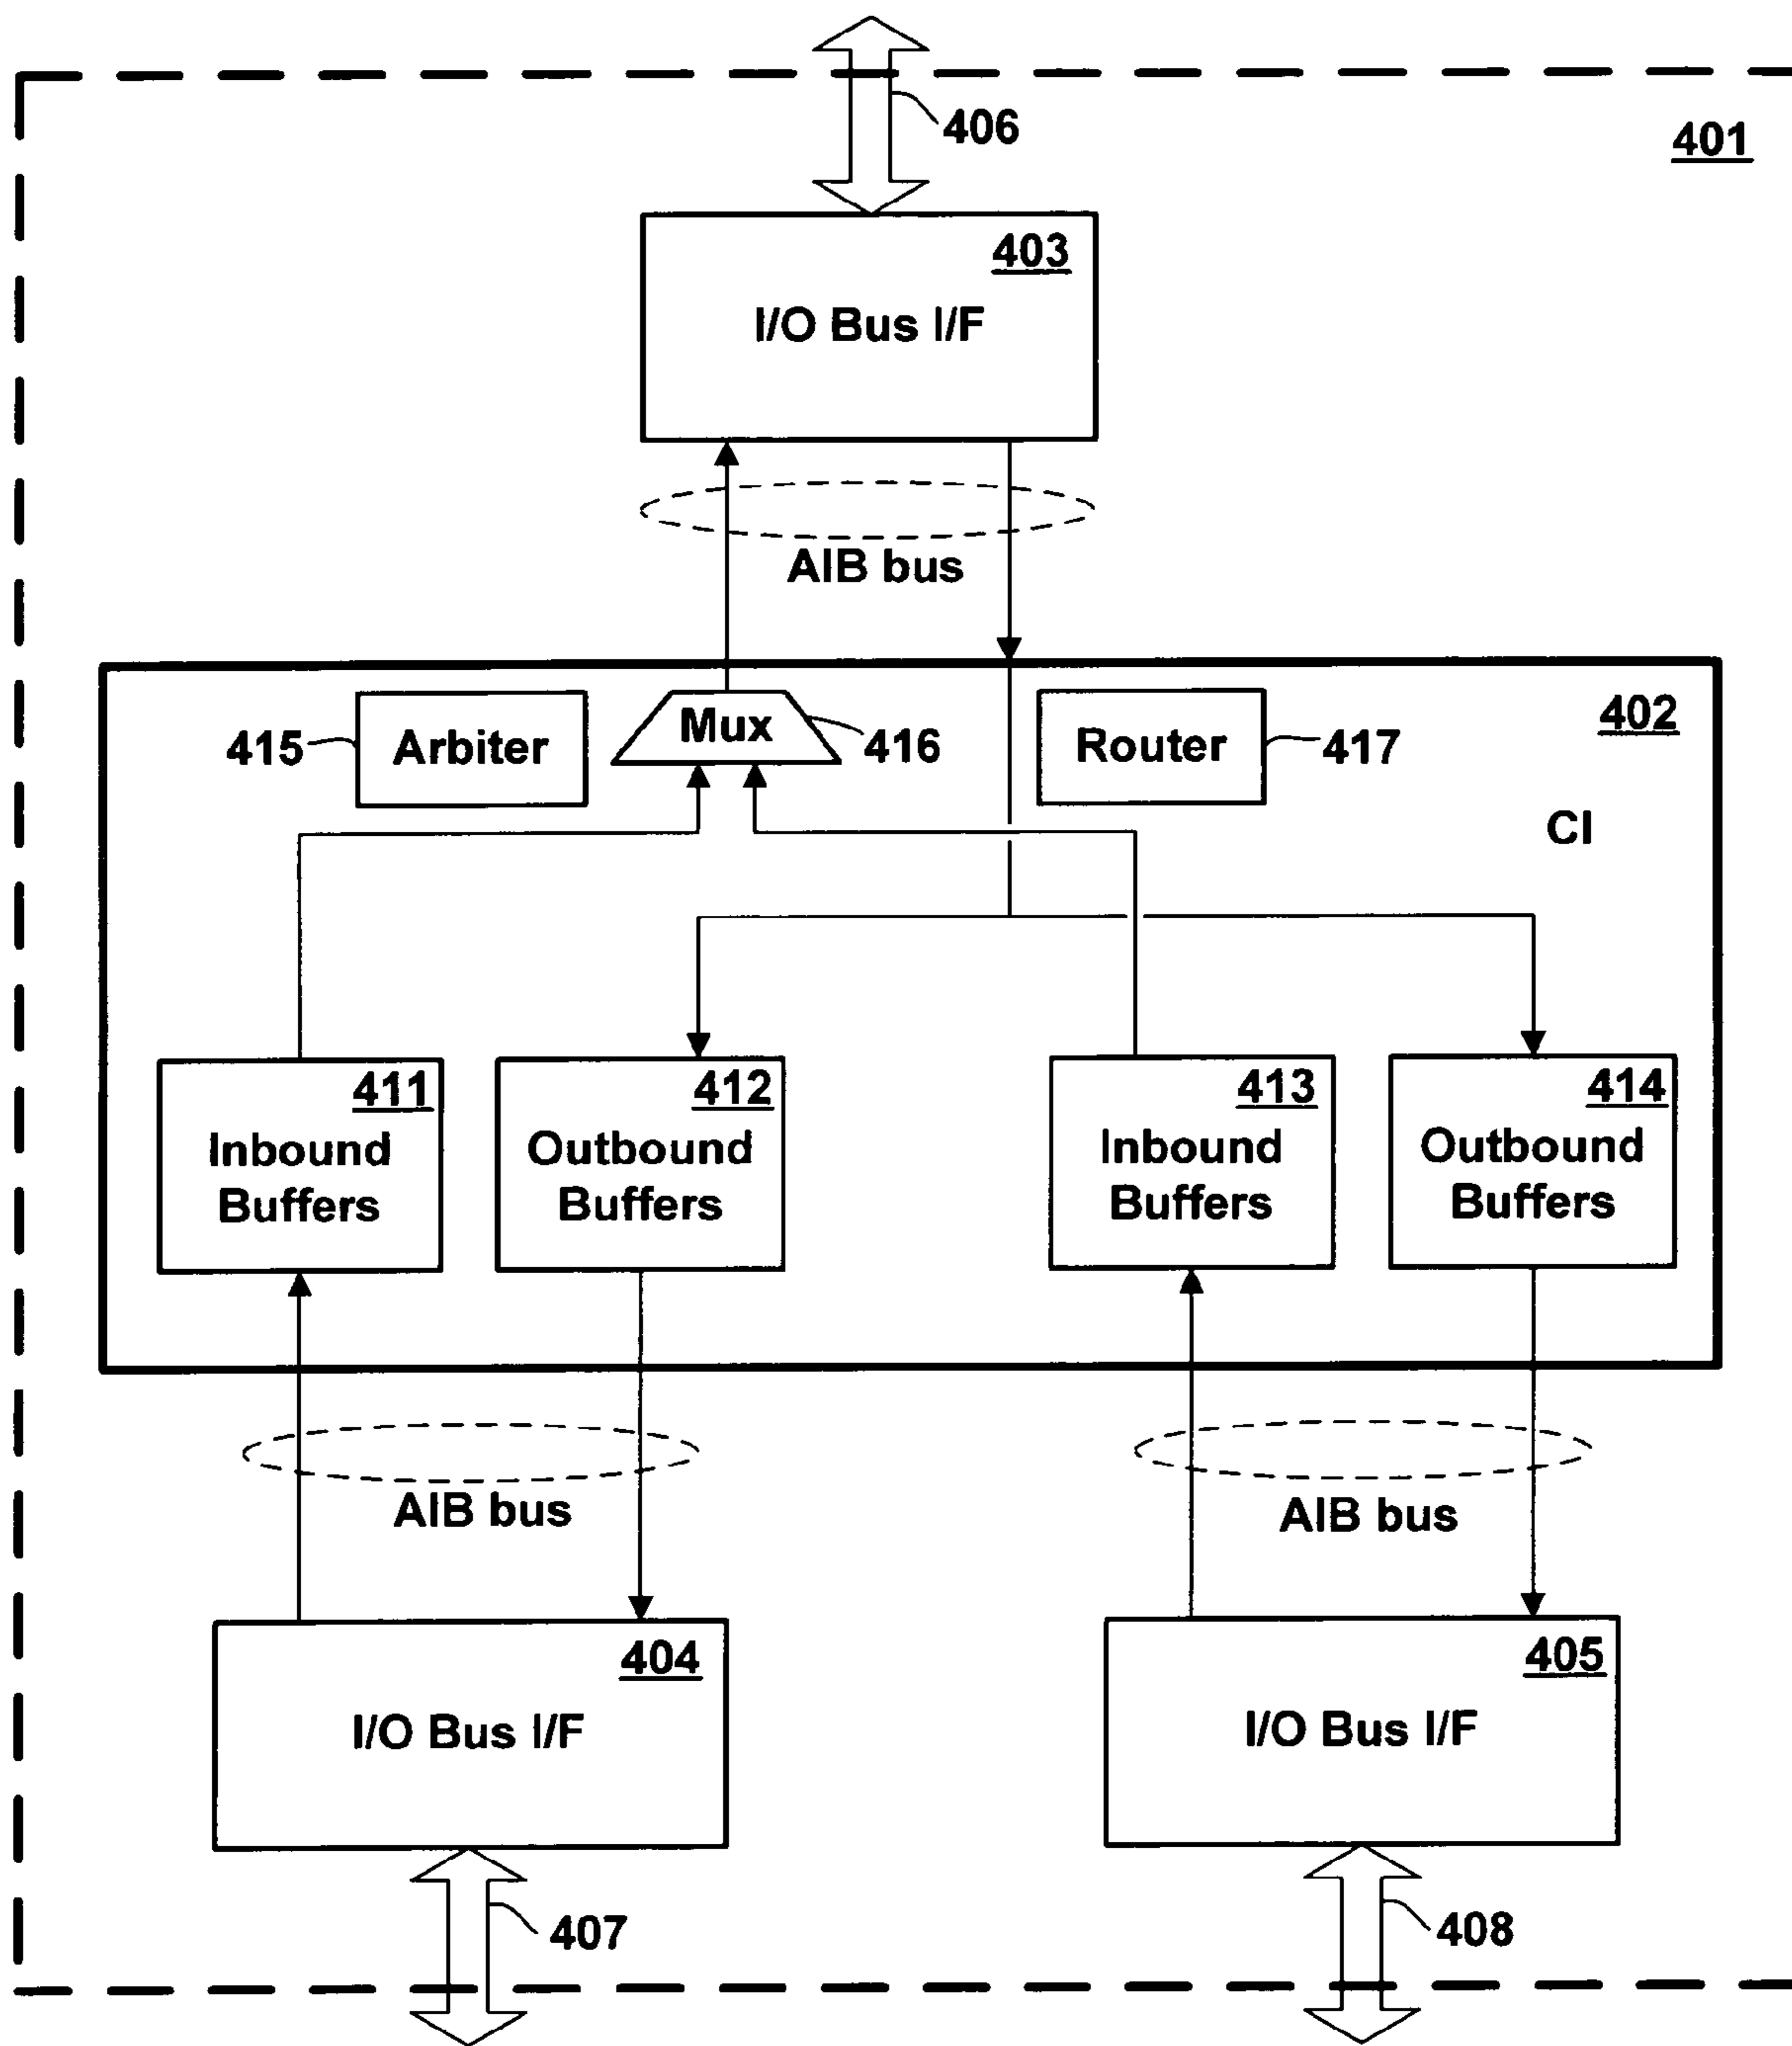 406
401
403
I/O Bus I/F
AIB bus
402
415
Arbiter
Mux
416
Router
417
CI
411
Inbound
Buffers
412
Outbound
Buffers
413
Inbound
Buffers
414
Outbound
Buffers
AIB bus
AIB bus
404
I/O Bus I/F
405
I/O Bus I/F
407
408